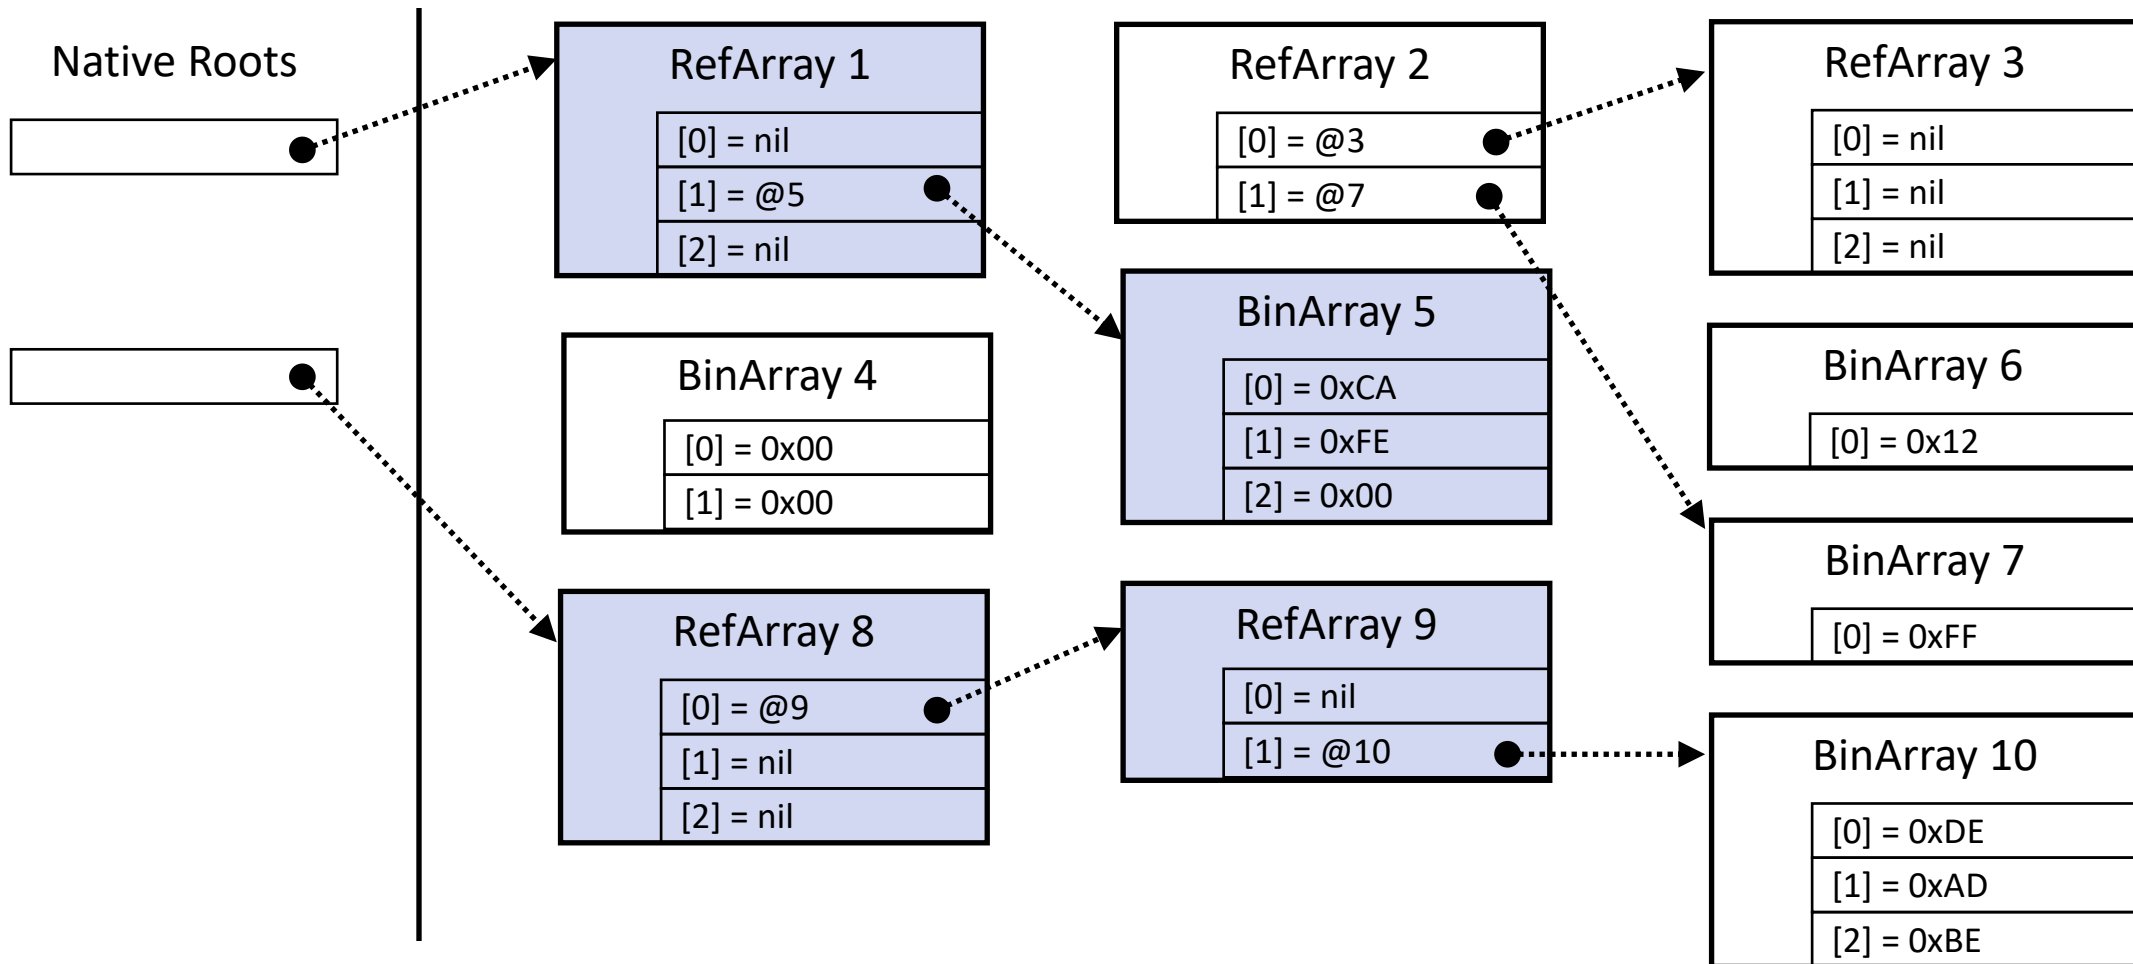 Native Roots
RefArray 1
[0] = nil
[1] = @5
[2] = nil
RefArray 2
[0] = @3
[1] = @7
RefArray 3
[0] = nil
[1] = nil
[2] = nil
BinArray 4
[0] = 0x00
[1] = 0x00
BinArray 5
[0] = 0xCA
[1] = 0xFE
[2] = 0x00
BinArray 6
[0] = 0x12
BinArray 7
[0] = 0xFF
RefArray 8
[0] = @9
[1] = nil
[2] = nil
RefArray 9
[0] = nil
[1] = @10
BinArray 10
[0] = 0xDE
[1] = 0xAD
[2] = 0xBE